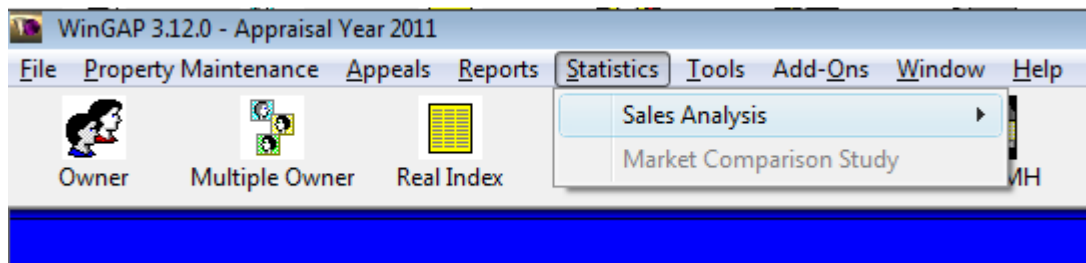 WinGAP 3.12.0 - Appraisal Year 2011
File Property Maintenance Appeals Reports Statistics Tools Add-Ons Window Help
Sales Analysis
Market Comparison Study
Owner Multiple Owner Real Index MH